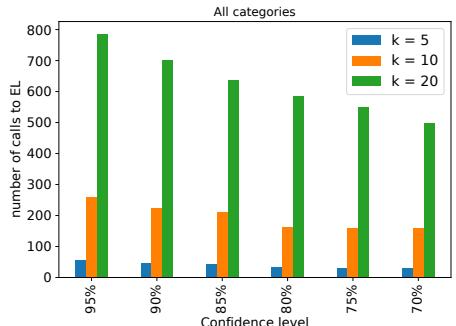 All categories
number of calls to EL
800
700
600
500
400
300
200
100
0
k = 5
k = 10
k = 20
95%
90%
85%
80%
75%
70%
Confidence level